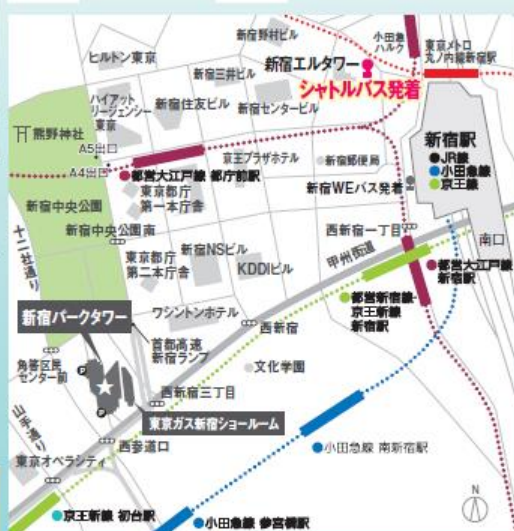 新宿野村ビル
小田急
ハルク
東京メトロ
丸ノ内線新宿駅
ヒルトン東京
新宿エルタワー
新宿三井ビル
シャトルバス発着
ハイアット
リージェンシー
東京
新宿住友ビル
新宿センタービル
熊野神社
A5出口
A4出口
京王プラザホテル
新宿郵便局
新宿駅
●JR線
●小田急線
●京王線
●都営大江戸線 都庁前駅
新宿WEバス発着
東京都庁
第一本庁舎
新宿中央公園
新宿中央公園南
西新宿一丁目
南口
十二社通り
東京都庁
第二本庁舎
新宿NSビル
KDDIビル
甲州街道
●都営大江戸線
新宿駅
●都営新宿線・
京王新線
新宿駅
ワシントンホテル
新宿パークタワー
首都高速
新宿ランプ
西新宿
角筈区民
センター前
P
文化学園
西新宿三丁目
P
東京ガス新宿ショールーム
山手通り
西参道口
●小田急線 南新宿駅
東京オペラシティ
●京王新線 初台駅
●小田急線 参宮橋駅
N